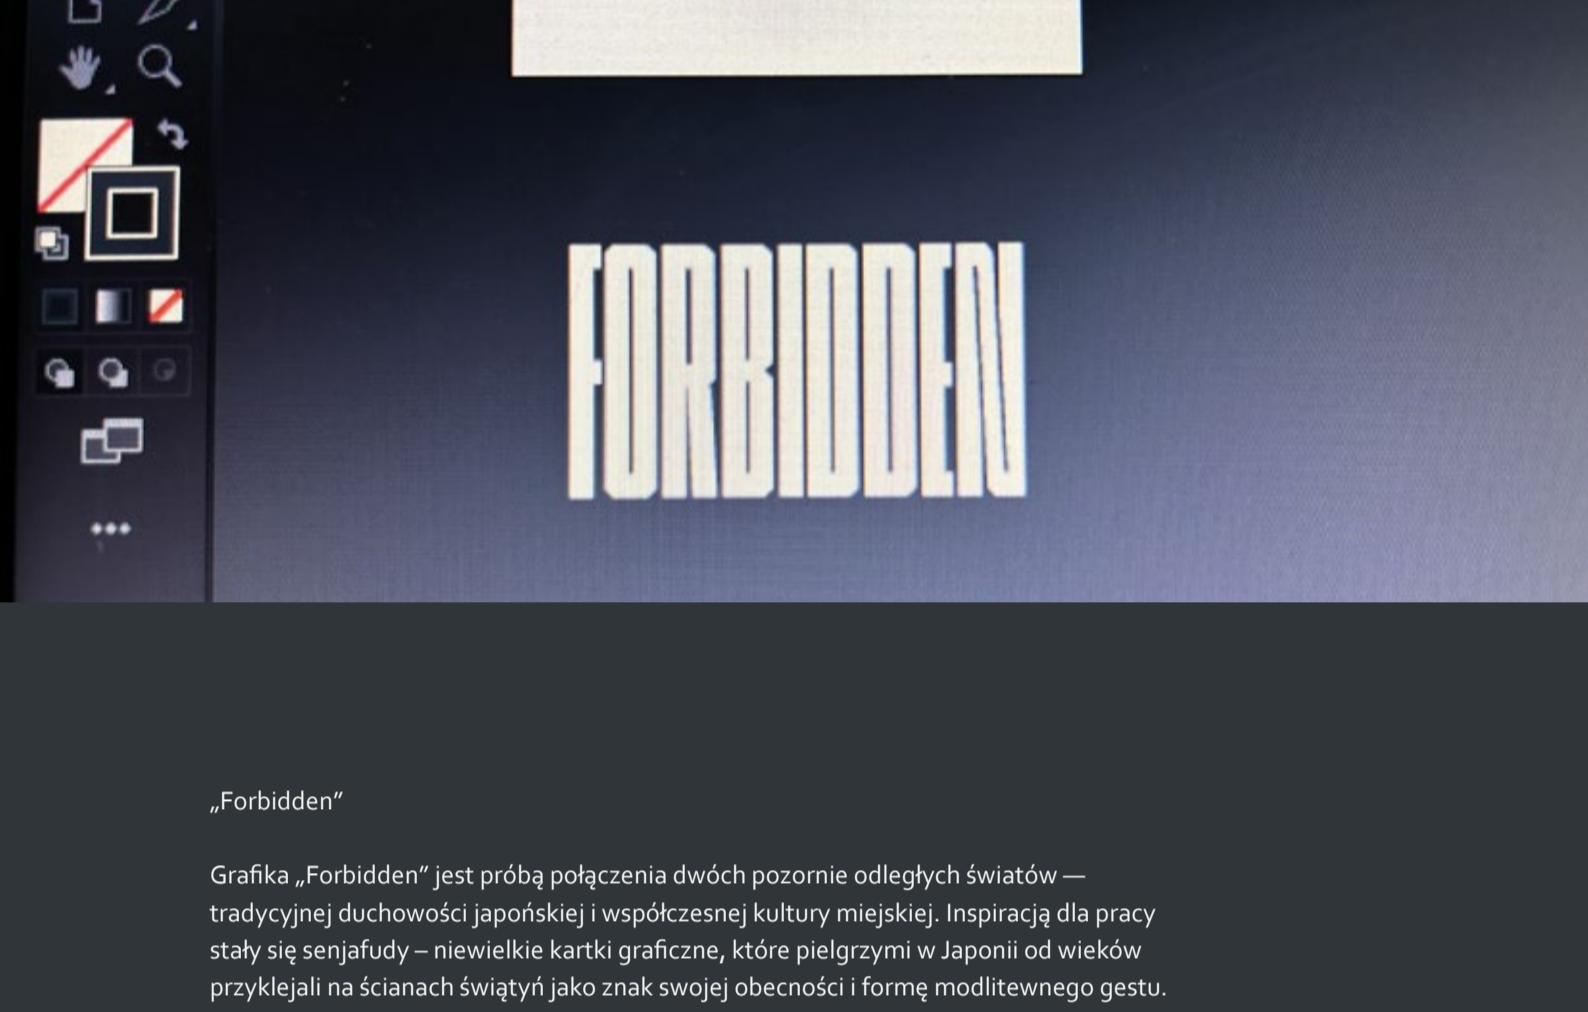 FORBIDDEN
„Forbidden”
Grafika „Forbidden” jest próbą połączenia dwóch pozornie odległych światów —
tradycyjnej duchowości japońskiej i współczesnej kultury miejskiej. Inspiracją dla pracy
stały się senjafudy – niewielkie kartki graficzne, które pielgrzymi w Japonii od wieków
przyklejali na ścianach świątyń jako znak swojej obecności i formę modlitewnego gestu.